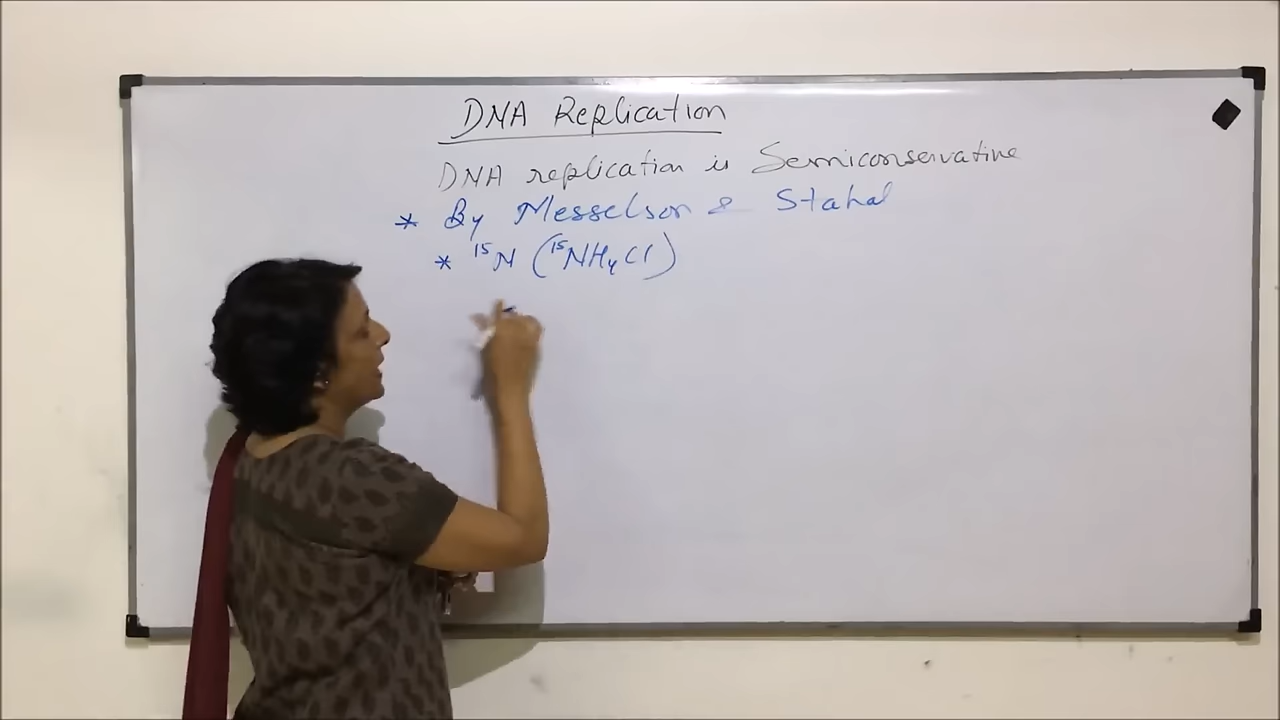 DNA Replication
DNA replication is Semiconservative
* By Messelson & Stahal
* ¹⁵N (¹⁵NH₄Cl)